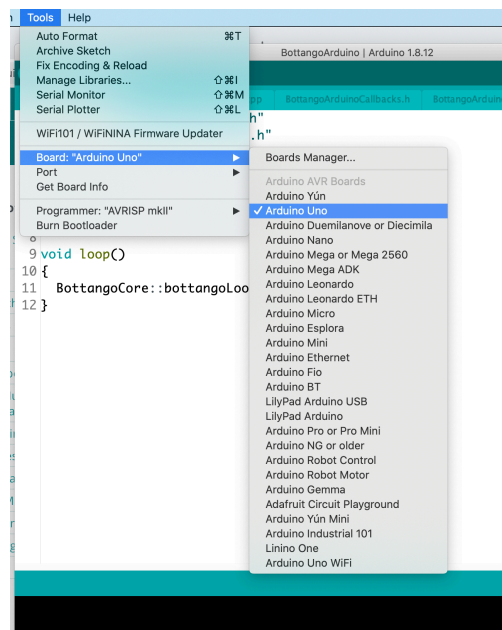 Tools Help
Auto Format ⌘T
Archive Sketch
Fix Encoding & Reload
Manage Libraries... ⇧⌘I
Serial Monitor ⇧⌘M
Serial Plotter ⇧⌘L
WiFi101 / WiFiNINA Firmware Updater
Board: "Arduino Uno"
Port
Get Board Info
Programmer: "AVRISP mkII"
Burn Bootloader
BottangoArduino | Arduino 1.8.12
BottangoArduinoCallbacks.h BottangoArduin
h"
.h"
Boards Manager...
Arduino AVR Boards
Arduino Yún
✓ Arduino Uno
Arduino Duemilanove or Diecimila
Arduino Nano
Arduino Mega or Mega 2560
Arduino Mega ADK
Arduino Leonardo
Arduino Leonardo ETH
Arduino Micro
Arduino Esplora
Arduino Mini
Arduino Ethernet
Arduino Fio
Arduino BT
LilyPad Arduino USB
LilyPad Arduino
Arduino Pro or Pro Mini
Arduino NG or older
Arduino Robot Control
Arduino Robot Motor
Arduino Gemma
Adafruit Circuit Playground
Arduino Yún Mini
Arduino Industrial 101
Linino One
Arduino Uno WiFi
8
9 void loop()
10 {
11 BottangoCore::bottangoLoo
12 }